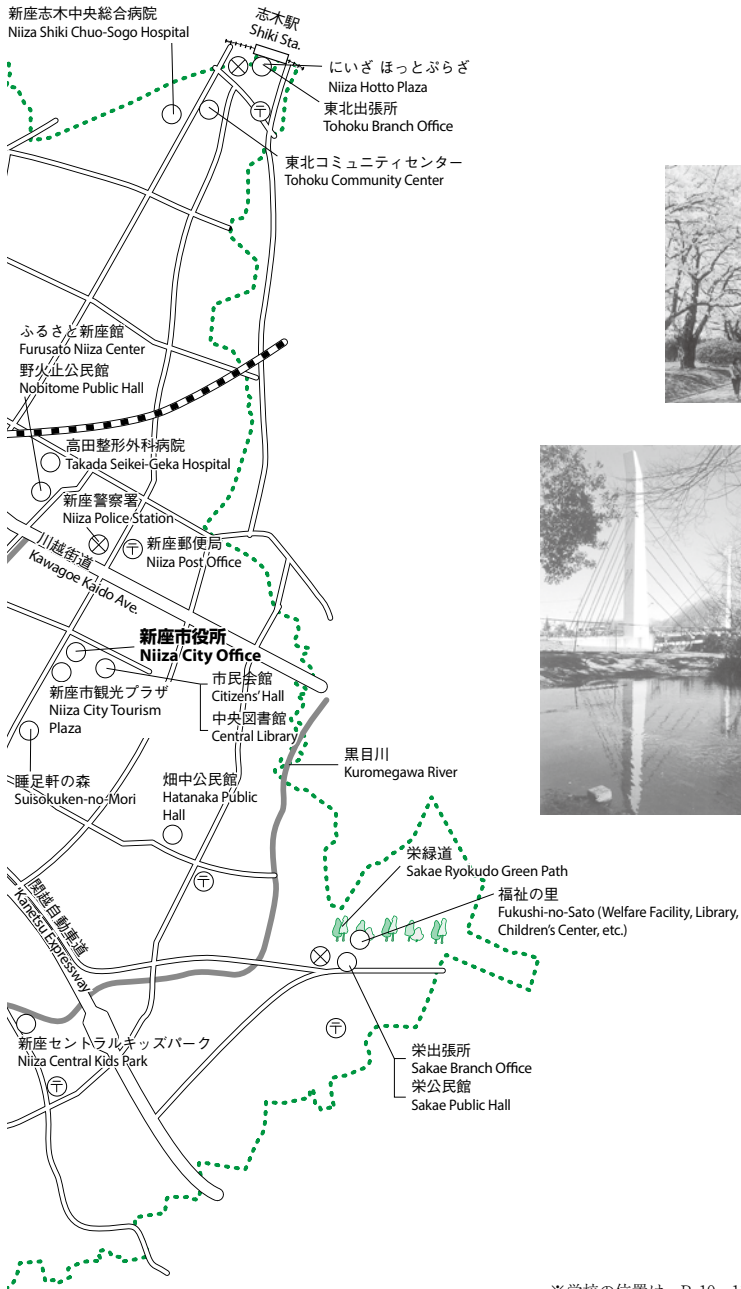 新座志木中央総合病院
Niiza Shiki Chuo-Sogo Hospital
志木駅
Shiki Sta.
にいざ ほっとぷらざ
Niiza Hotto Plaza
東北出張所
Tohoku Branch Office
東北コミュニティセンター
Tohoku Community Center
ふるさと新座館
Furusato Niiza Center
野火止公民館
Nobitome Public Hall
高田整形外科病院
Takada Seikei-Geka Hospital
新座警察署
Niiza Police Station
新座郵便局
Niiza Post Office
川越街道
Kawagoe Kaido Ave.
新座市役所
Niiza City Office
市民会館
Citizens' Hall
中央図書館
Central Library
新座市観光プラザ
Niiza City Tourism
Plaza
睡足軒の森
Suisokuken-no-Mori
畑中公民館
Hatanaka Public
Hall
黒目川
Kuromegawa River
栄緑道
Sakae Ryokudo Green Path
福祉の里
Fukushi-no-Sato (Welfare Facility, Library,
Children's Center, etc.)
関越自動車道
Kanetsu Expressway
新座セントラルキッズパーク
Niiza Central Kids Park
栄出張所
Sakae Branch Office
栄公民館
Sakae Public Hall